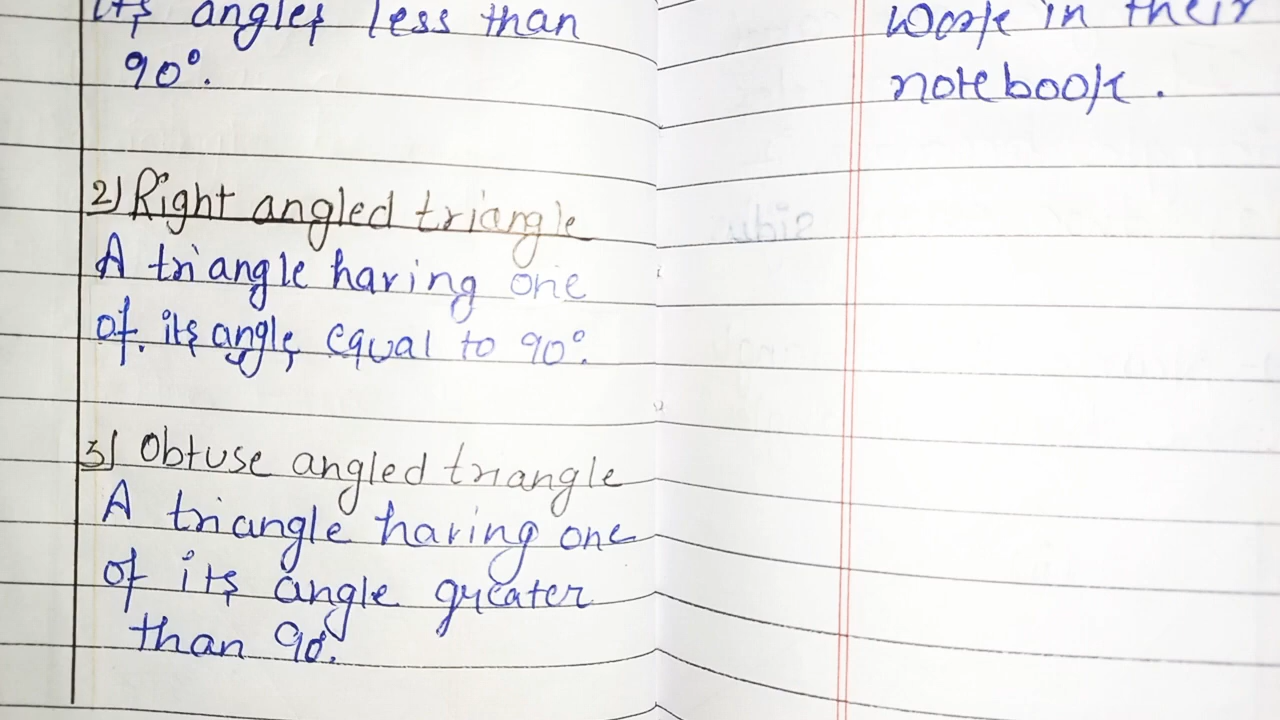 its angles less than
90°.
2) Right angled triangle
A triangle having one
of its angle equal to 90°.
3) Obtuse angled triangle
A triangle having one
of its angle greater
than 90°.
work in their
notebook.